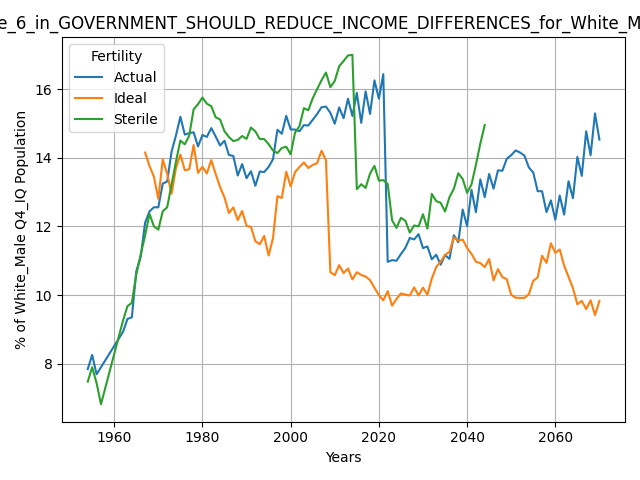 e_6_in_GOVERNMENT_SHOULD_REDUCE_INCOME_DIFFERENCES_for_White_M
Fertility
Actual
Ideal
Sterile
% of White_Male Q4_IQ Population
16
14
12
10
8
1960
1980
2000
2020
2040
2060
Years